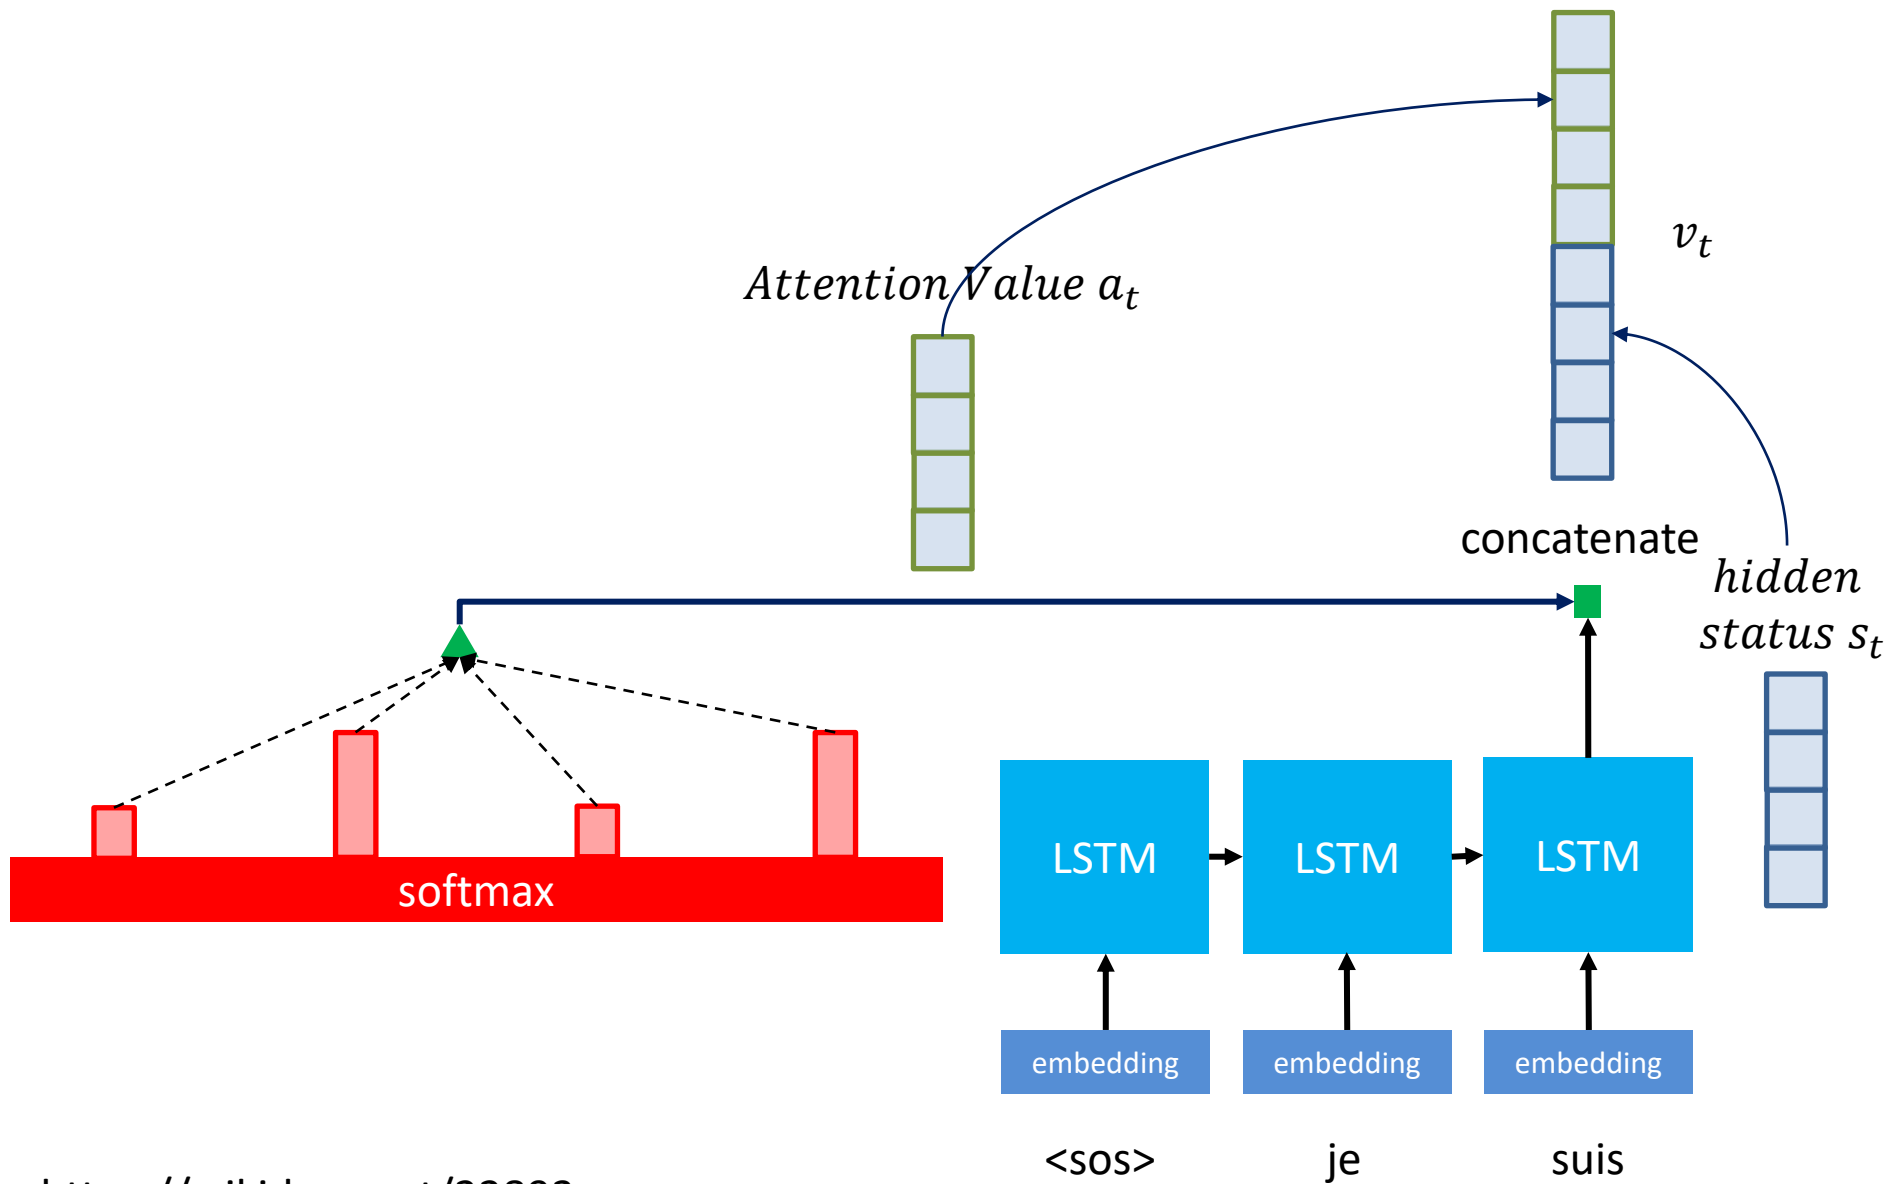 v_t
Attention Value a_t
concatenate
hidden
status s_t
LSTM
LSTM
LSTM
softmax
embedding
embedding
embedding
<sos>
je
suis